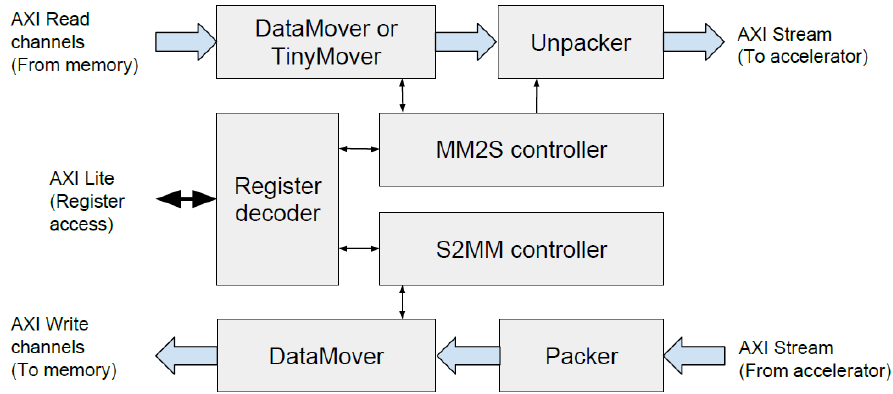 AXI Read
channels
(From memory)
DataMover or
TinyMover
Unpacker
AXI Stream
(To accelerator)
MM2S controller
AXI Lite
(Register
access)
Register
decoder
S2MM controller
AXI Write
channels
(To memory)
DataMover
Packer
AXI Stream
(From accelerator)